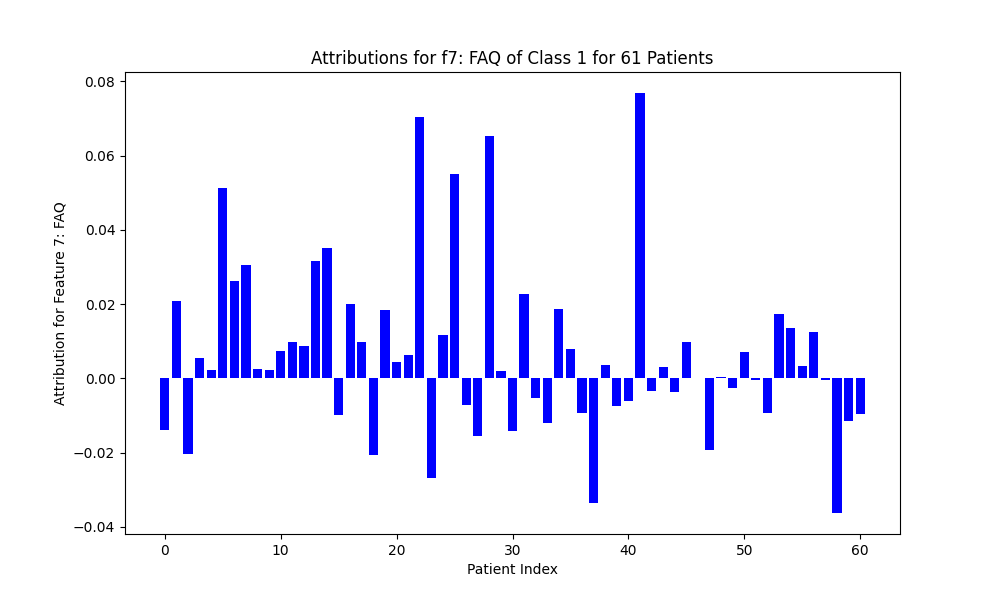 Attributions for f7: FAQ of Class 1 for 61 Patients
0.08
0.06
0.04
0.02
0.00
−0.02
−0.04
Attribution for Feature 7: FAQ
0 10 20 30 40 50 60
Patient Index